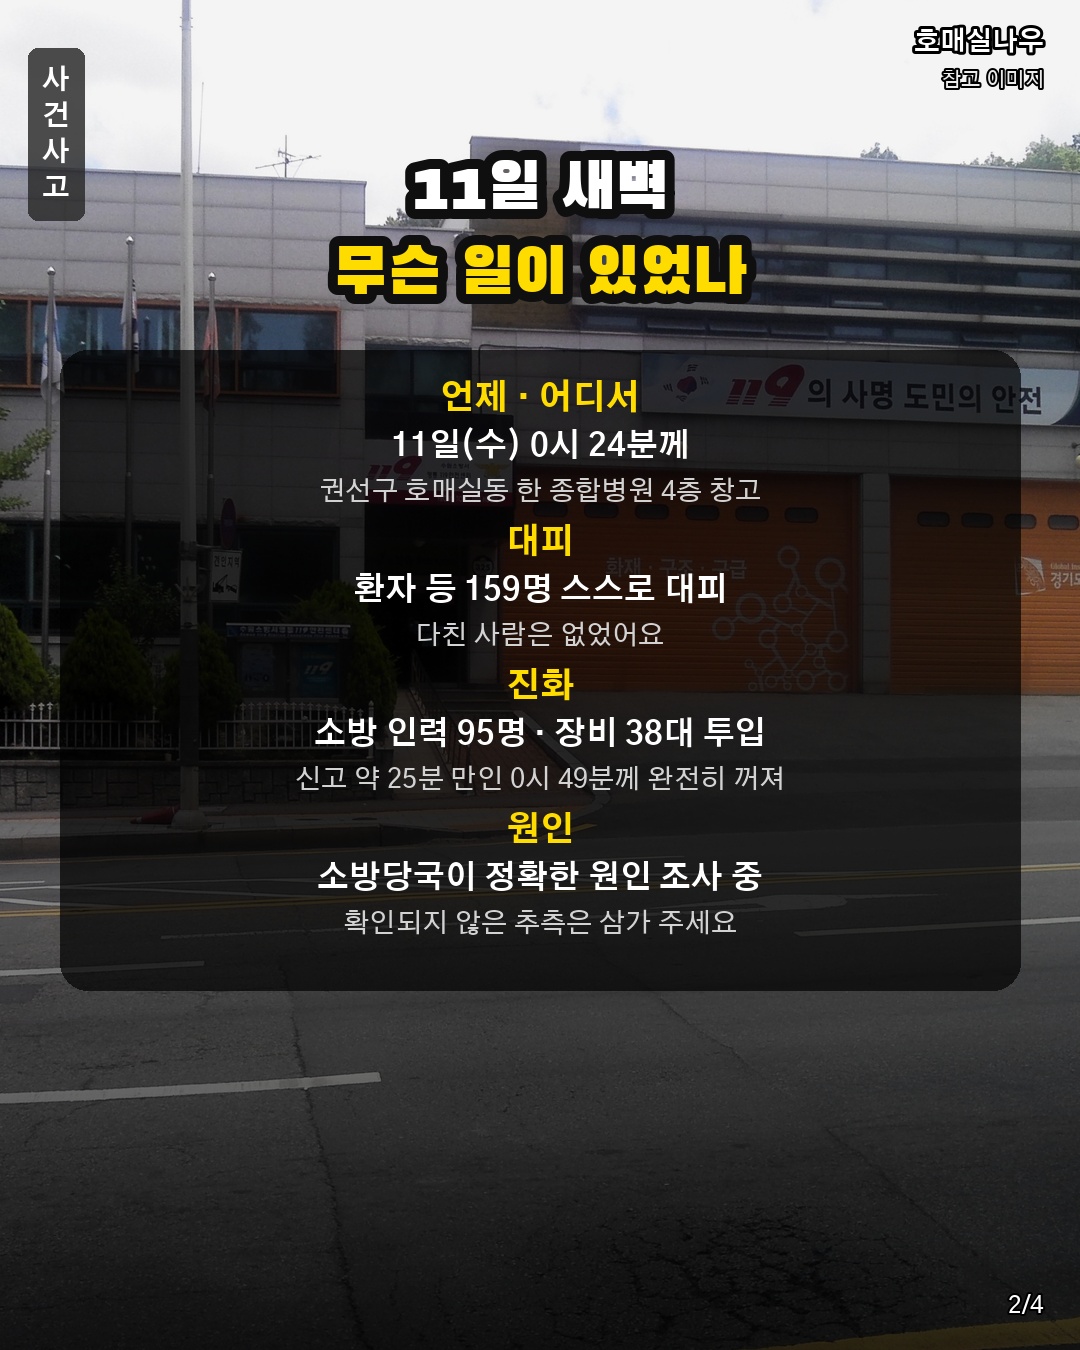 사건사고
호매실나우
참고 이미지
11일 새벽
무슨 일이 있었나
119의 사명 도민의 안전
언제 · 어디서
11일(수) 0시 24분께
119
권선구 호매실동 한 종합병원 4층 창고
대피
화재 · 구조 · 구급
환자 등 159명 스스로 대피
다친 사람은 없었어요
119
진화
소방 인력 95명 · 장비 38대 투입
신고 약 25분 만인 0시 49분께 완전히 꺼져
원인
소방당국이 정확한 원인 조사 중
확인되지 않은 추측은 삼가 주세요
2/4